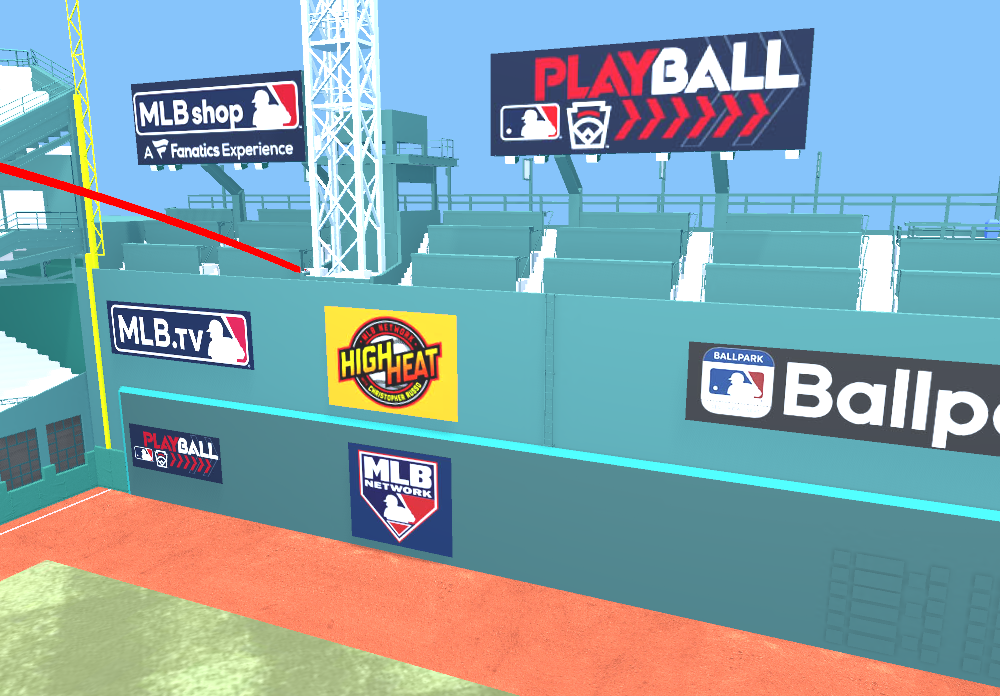 PLAYBALL
MLB shop
A Fanatics Experience
MLB.TV
MLB NETWORK
HIGH HEAT
CHRISTOPHER RUSSO
BALLPARK
Ballp
PLAYBALL
MLB
NETWORK